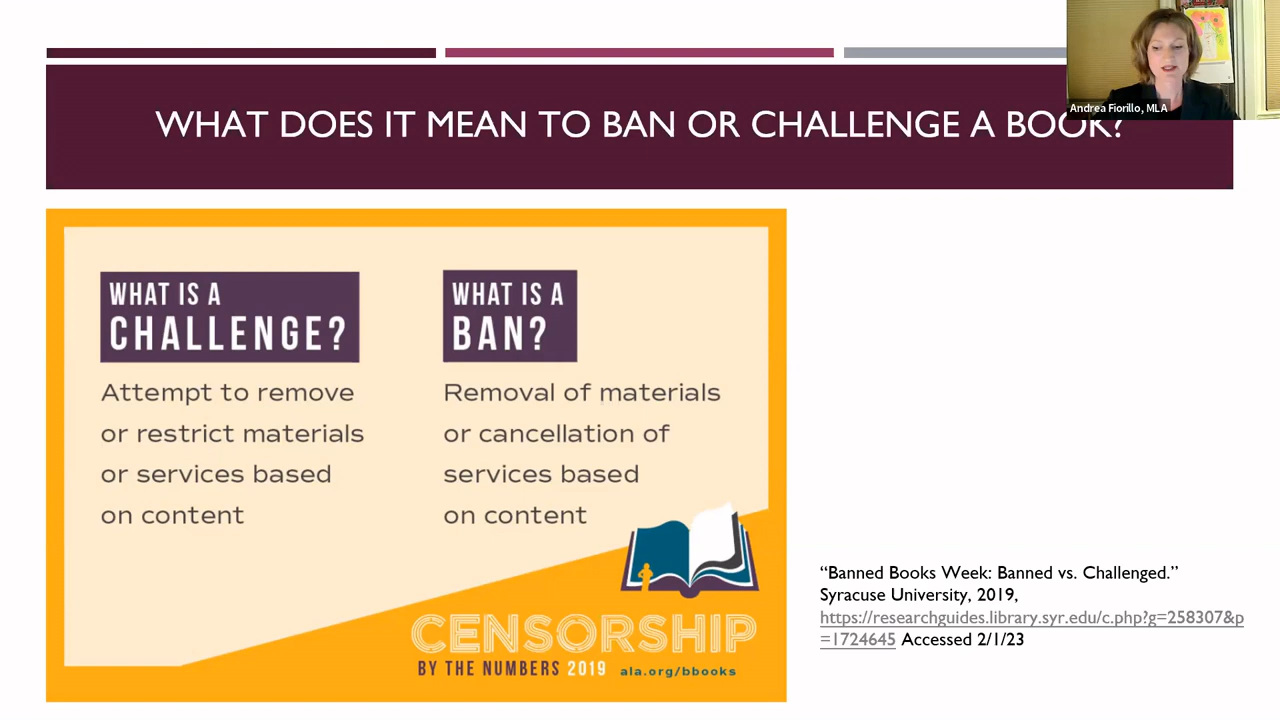 WHAT DOES IT MEAN TO BAN OR CHALLENGE A BOOK?
Andrea Fiorillo, MLA
WHAT IS A
CHALLENGE?
Attempt to remove
or restrict materials
or services based
on content
WHAT IS A
BAN?
Removal of materials
or cancellation of
services based
on content
CENSORSHIP
BY THE NUMBERS 2019 ala.org/bbooks
“Banned Books Week: Banned vs. Challenged.”
Syracuse University, 2019,
https://researchguides.library.syr.edu/c.php?g=258307&p
=1724645 Accessed 2/1/23